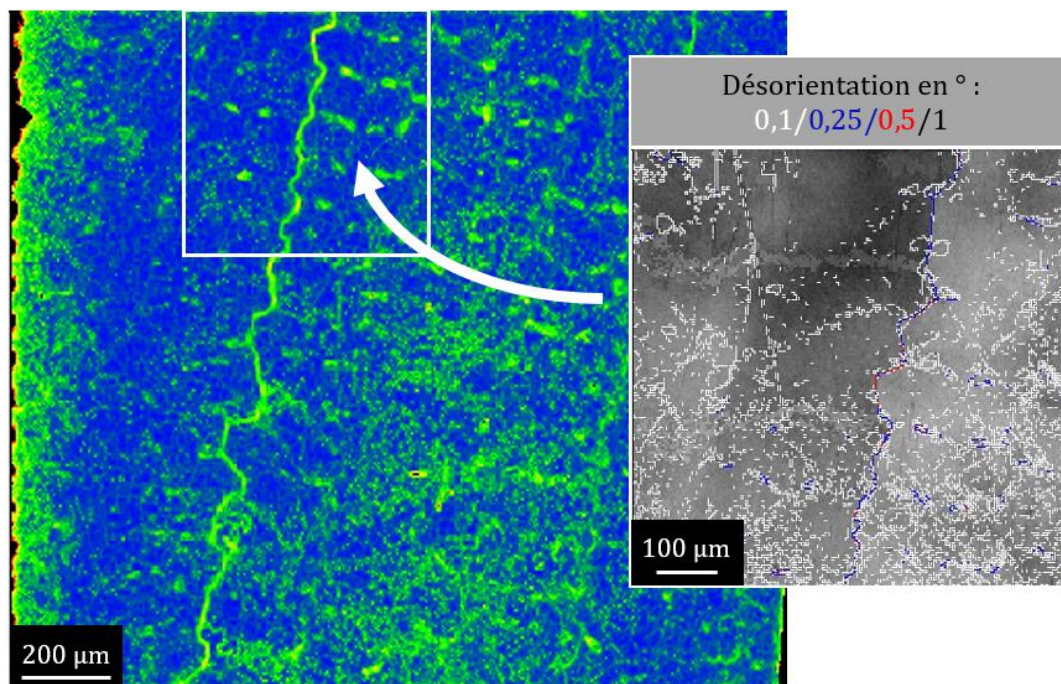 Désorientation en ° :
0,1/0,25/0,5/1
100 µm
200 µm